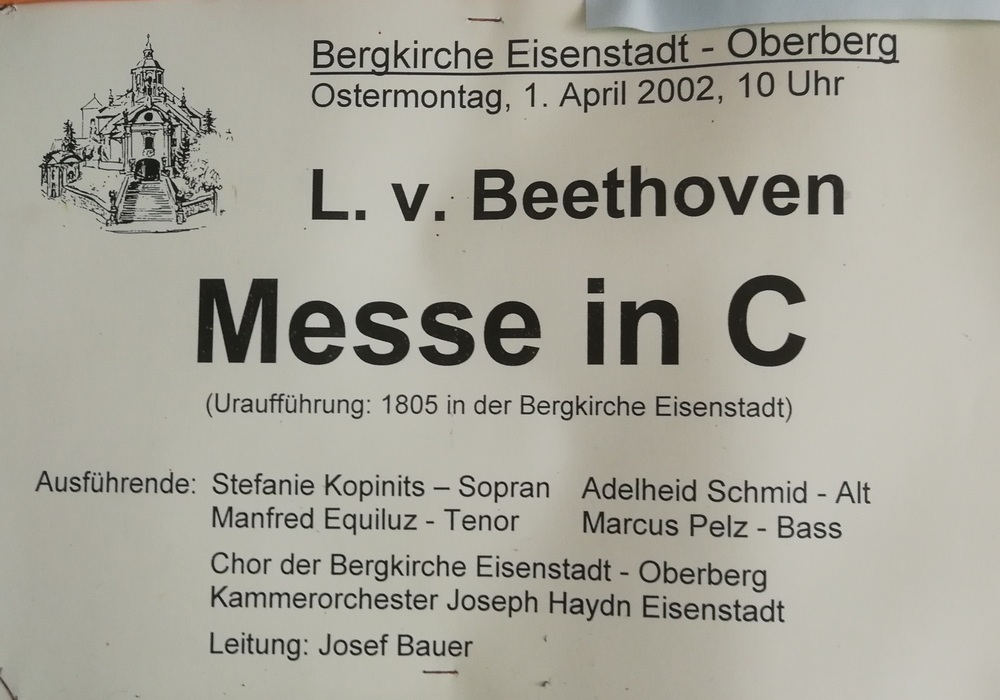 Bergkirche Eisenstadt - Oberberg
Ostermontag, 1. April 2002, 10 Uhr
L. v. Beethoven
Messe in C
(Uraufführung: 1805 in der Bergkirche Eisenstadt)
Ausführende: Stefanie Kopinits – Sopran Adelheid Schmid - Alt
Manfred Equiluz - Tenor Marcus Pelz - Bass
Chor der Bergkirche Eisenstadt - Oberberg
Kammerorchester Joseph Haydn Eisenstadt
Leitung: Josef Bauer